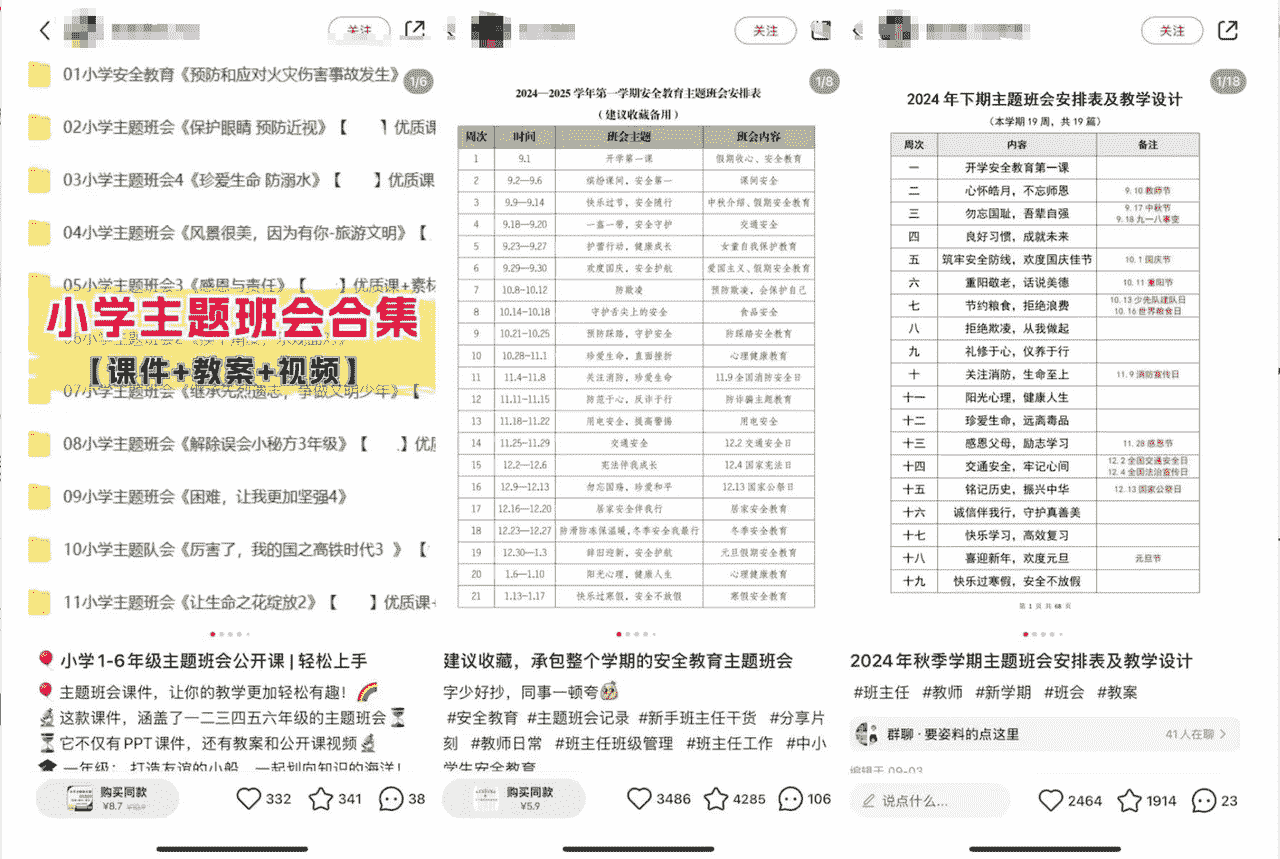 关注
01小学安全教育《预防和应对火灾伤害事故发生》
1/6
02小学主题班会《保护眼睛 预防近视》【 】优质课
03小学主题班会4《珍爱生命 防溺水》【 】优质课
04小学主题班会《风景很美，因为有你-旅游文明》【
05小学主题班会3《感恩与责任》【 】优质课+素材
小学主题班会合集
【课件+教案+视频】
07小学主题班会《继承先烈遗志，争做文明少年》【
08小学主题班会《解除误会小秘方3年级》【 】优质
09小学主题班会《困难，让我更加坚强4》
10小学主题队会《厉害了，我的国之高铁时代3 》【
11小学主题班会《让生命之花绽放2》【 】优质课+
小学1-6年级主题班会公开课 | 轻松上手
主题班会课件，让你的教学更加轻松有趣！
这款课件，涵盖了一二三四五六年级的主题班会
它不仅有PPT课件，还有教案和公开课视频
一年级：打造友谊的小船，一起划向知识的海洋！
购买同款
¥8.7
332 341 38
关注
1/8
2024—2025 学年第一学期安全教育主题班会安排表
（建议收藏备用）
周次 时间 班会主题 班会内容
1 9.1 开学第一课 假期收心、安全教育
2 9.2—9.6 缤纷课间，安全第一 课间安全
3 9.9—9.14 快乐过节，安全随行 中秋介绍、假期安全教育
4 9.18—9.20 一盔一带，安全守护 交通安全
5 9.23—9.27 护蕾行动，健康成长 女童自我保护教育
6 9.29—9.30 欢度国庆，安全护航 爱国主义、假期安全教育
7 10.8—10.12 防欺凌 预防欺凌，会保护自己
8 10.14—10.18 守护舌尖上的安全 食品安全
9 10.21—10.25 预防踩踏，守护安全 防踩踏安全教育
10 10.28—11.1 珍爱生命，直面挫折 心理健康教育
11 11.4—11.8 关注消防，珍爱生命 11.9 全国消防安全日
12 11.11—11.15 防范于心，反诈于行 防诈骗主题教育
13 11.18—11.22 用电安全，提高警惕 用电安全
14 11.25—11.29 交通安全 12.2 交通安全日
15 12.2—12.6 宪法伴我成长 12.4 国家宪法日
16 12.9—12.13 勿忘国殇，珍爱和平 12.13 国家公祭日
17 12.16—12.20 居家安全伴我行 居家安全教育
18 12.23—12.27 防滑防冻保温暖，冬季安全我最行 冬季安全教育
19 12.30—1.3 辞旧迎新，安全护航 元旦假期安全教育
20 1.6—1.10 阳光心理，健康人生 心理健康教育
21 1.13—1.17 快乐过寒假，安全不放假 寒假安全教育
建议收藏，承包整个学期的安全教育主题班会
字少好抄，同事一顿夸
#安全教育 #主题班会记录 #新手班主任干货 #分享片
刻 #教师日常 #班主任班级管理 #班主任工作 #中小
学生安全教育
购买同款
¥5.9
3486 4285 106
关注
1/18
2024 年下期主题班会安排表及教学设计
（本学期 19 周，共 19 篇）
周次 内容 备注
一 开学安全教育第一课
二 心怀皓月，不忘师恩 9.10 教师节
三 勿忘国耻，吾辈自强 9.17 中秋节
9.18 九一八事变
四 良好习惯，成就未来
五 筑牢安全防线，欢度国庆佳节 10.1 国庆节
六 重阳敬老，话说美德 10.11 重阳节
七 节约粮食，拒绝浪费 10.13 少先队建队日
10.16 世界粮食日
八 拒绝欺凌，从我做起
九 礼修于心，仪养于行
十 关注消防，生命至上 11.9 消防宣传日
十一 阳光心理，健康人生
十二 珍爱生命，远离毒品
十三 感恩父母，励志学习 11.28 感恩节
十四 交通安全，牢记心间 12.2 全国交通安全日
12.4 全国法治宣传日
十五 铭记历史，振兴中华 12.13 国家公祭日
十六 诚信伴我行，守护真善美
十七 快乐学习，高效复习
十八 喜迎新年，欢度元旦 元旦节
十九 快乐过寒假，安全不放假
第 1 页 共 68 页
2024年秋季学期主题班会安排表及教学设计
#班主任 #教师 #新学期 #班会 #教案
群聊 · 要姿料的点这里
41人在聊
编辑于 09-03
说点什么...
2464 1914 23